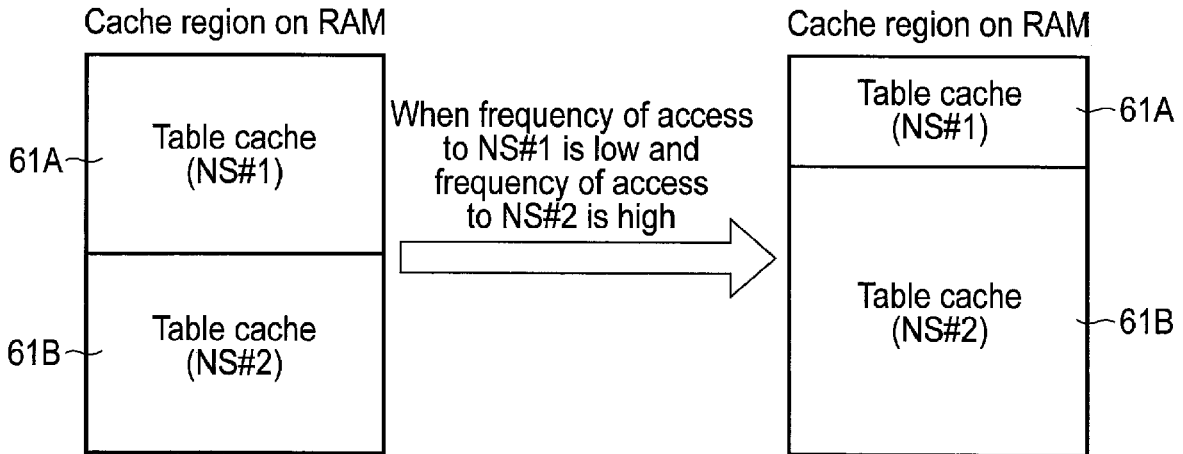 Cache region on RAM
Table cache
(NS#1)
61A
Table cache
(NS#2)
61B
When frequency of access
to NS#1 is low and
frequency of access
to NS#2 is high
Cache region on RAM
Table cache
(NS#1)
61A
Table cache
(NS#2)
61B